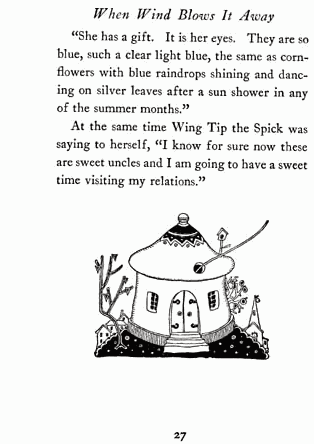 When Wind Blows It Away
“She has a gift. It is her eyes. They are so
blue, such a clear light blue, the same as corn-
flowers with blue raindrops shining and danc-
ing on silver leaves after a sun shower in any
of the summer months.”
At the same time Wing Tip the Spick was
saying to herself, “I know for sure now these
are sweet uncles and I am going to have a sweet
time visiting my relations.”
27